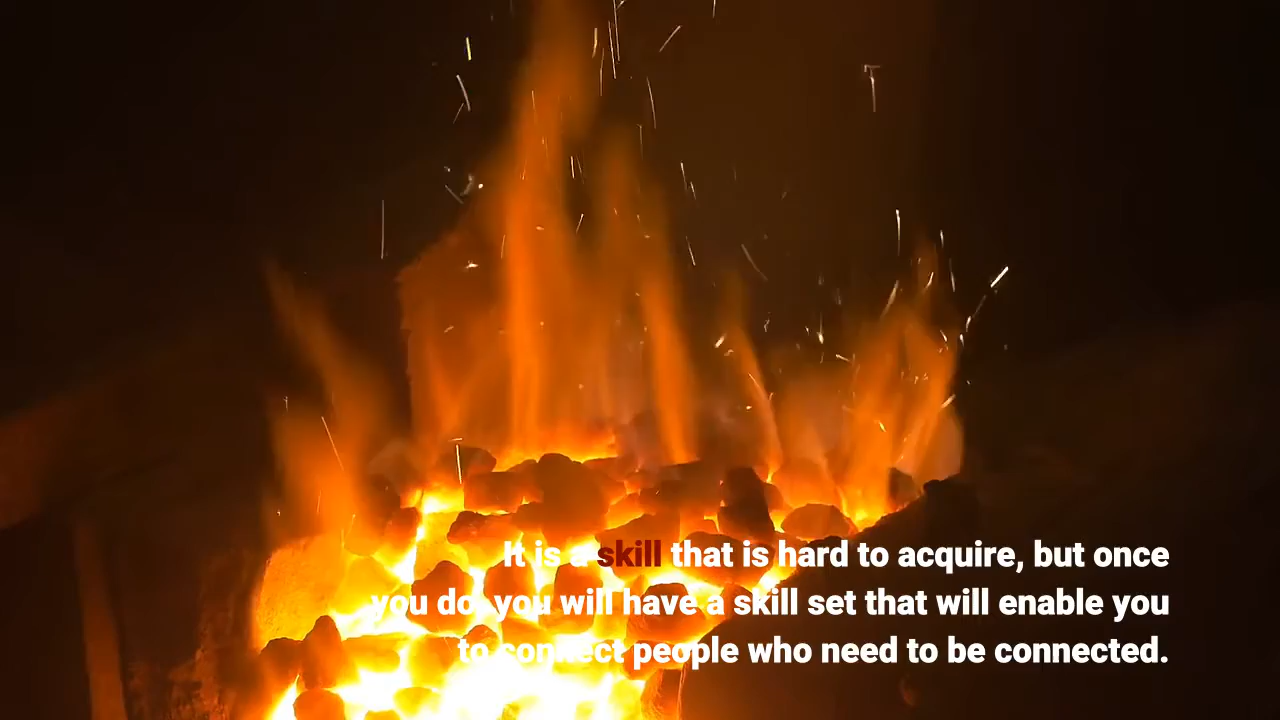 It is a skill that is hard to acquire, but once
you do, you will have a skill set that will enable you
to connect people who need to be connected.